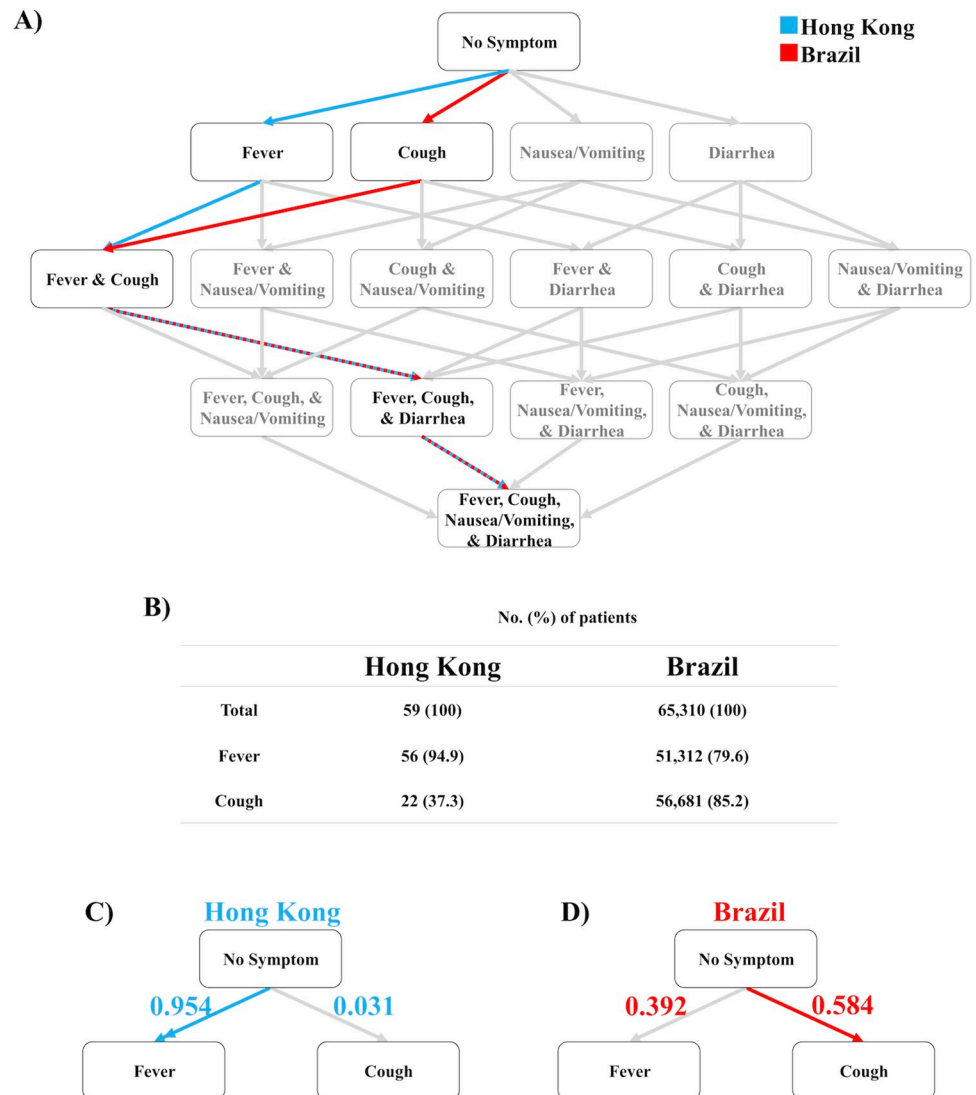 A)
Hong Kong
Brazil
No Symptom
Fever
Cough
Nausea/Vomiting
Diarrhea
Fever & Cough
Fever &
Nausea/Vomiting
Cough &
Nausea/Vomiting
Fever &
Diarrhea
Cough
& Diarrhea
Nausea/Vomiting
& Diarrhea
Fever, Cough, &
Nausea/Vomiting
Fever, Cough,
& Diarrhea
Fever,
Nausea/Vomiting,
& Diarrhea
Cough,
Nausea/Vomiting,
& Diarrhea
Fever, Cough,
Nausea/Vomiting,
& Diarrhea
B)
No. (%) of patients
Hong Kong Brazil
Total 59 (100) 65,310 (100)
Fever 56 (94.9) 51,312 (79.6)
Cough 22 (37.3) 56,681 (85.2)
C) Hong Kong
No Symptom
0.954 0.031
Fever Cough
D) Brazil
No Symptom
0.392 0.584
Fever Cough